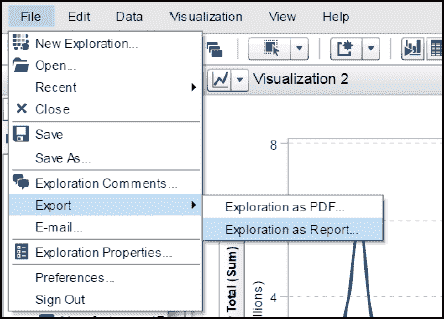 File Edit Data Visualization View Help
New Exploration...
Open...
Recent
Close
Save
Save As...
Exploration Comments...
Export
E-mail...
Exploration Properties...
Preferences...
Sign Out
Exploration as PDF...
Exploration as Report...
Visualization 2
8
4
Total (Sum)